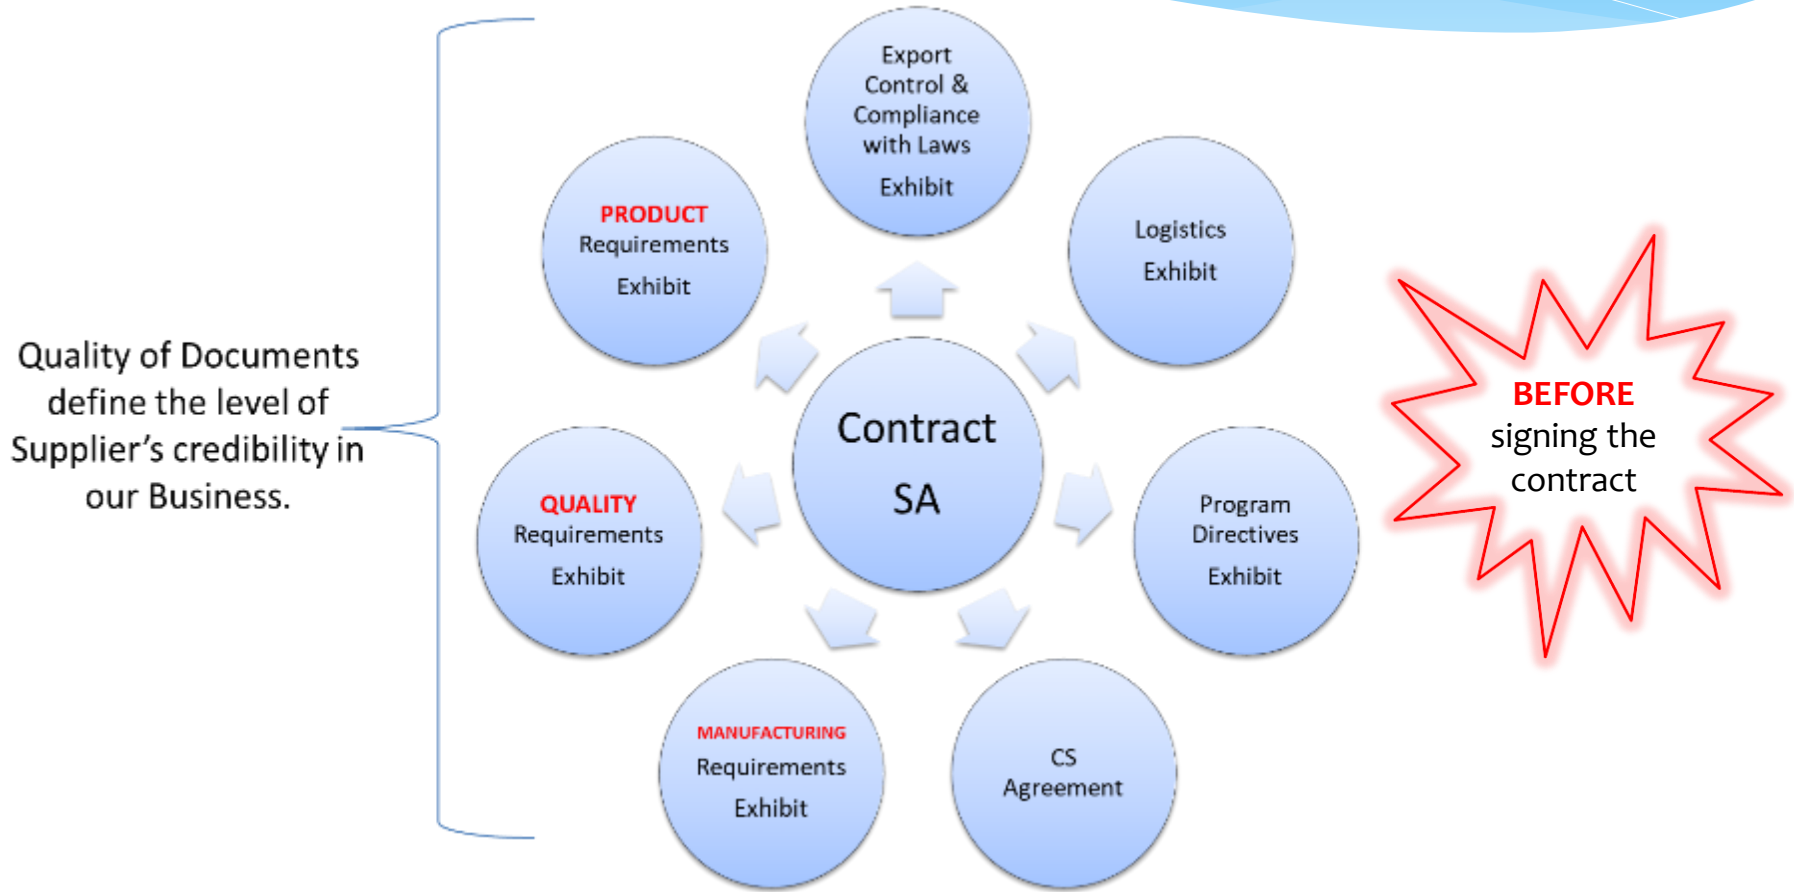 Quality of Documents
define the level of
Supplier's credibility in
our Business.
Export
Control &
Compliance
with Laws
Exhibit
Logistics
Exhibit
Program
Directives
Exhibit
CS
Agreement
MANUFACTURING
Requirements
Exhibit
QUALITY
Requirements
Exhibit
PRODUCT
Requirements
Exhibit
Contract
SA
BEFORE
signing the
contract